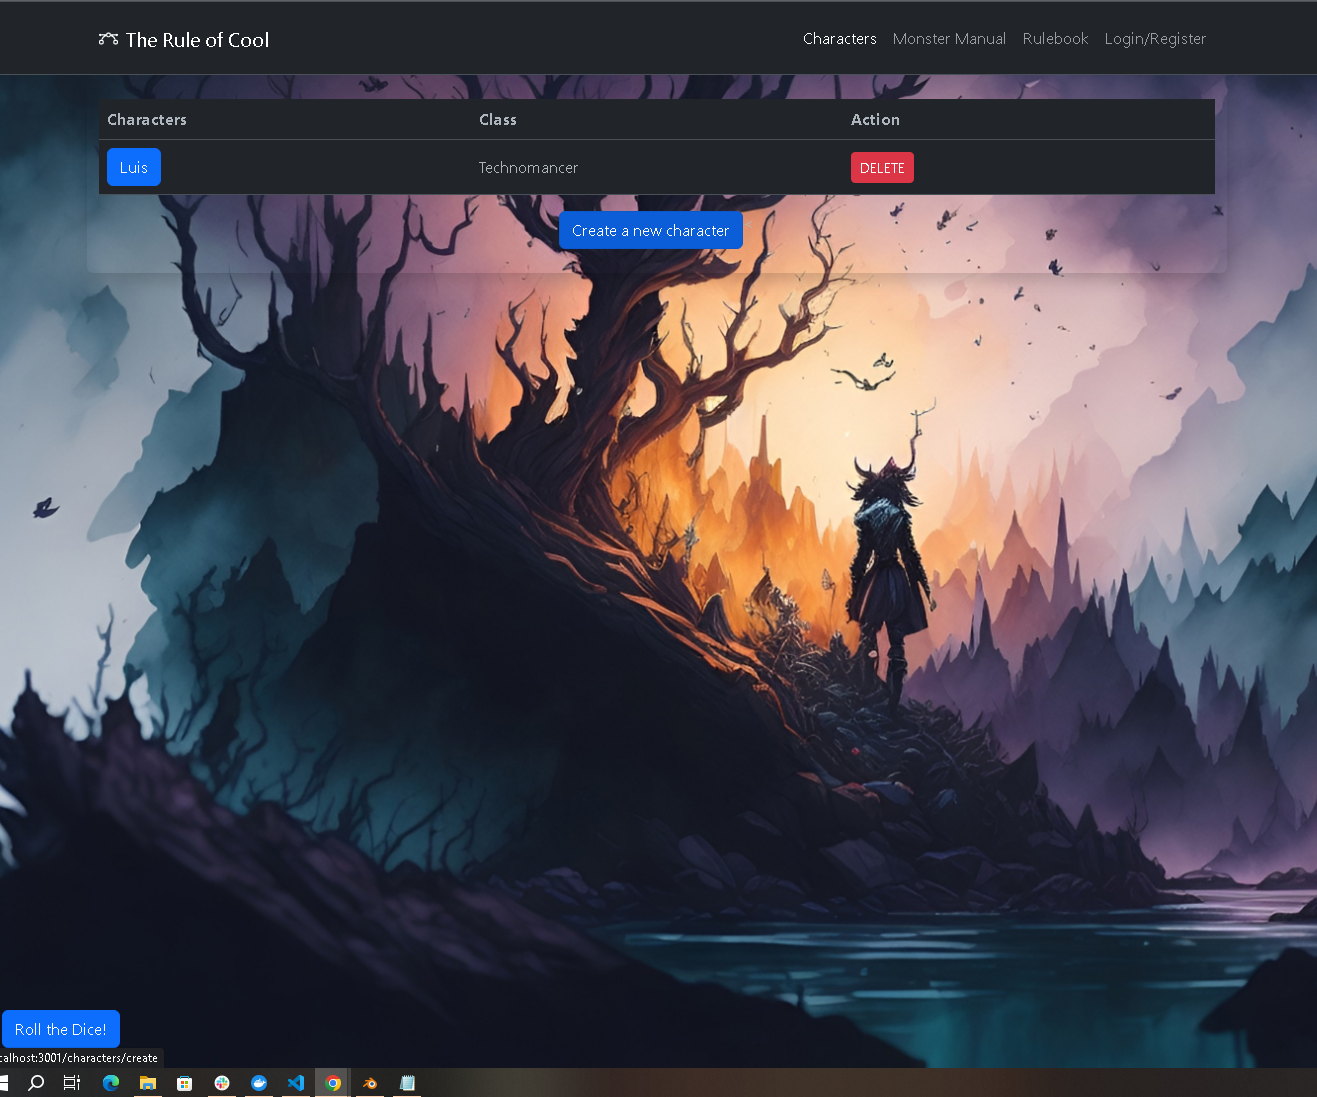 The Rule of Cool
Characters Monster Manual Rulebook Login/Register
Characters Class Action
Luis Technomancer DELETE
Create a new character
Roll the Dice!
calhost:3001/characters/create